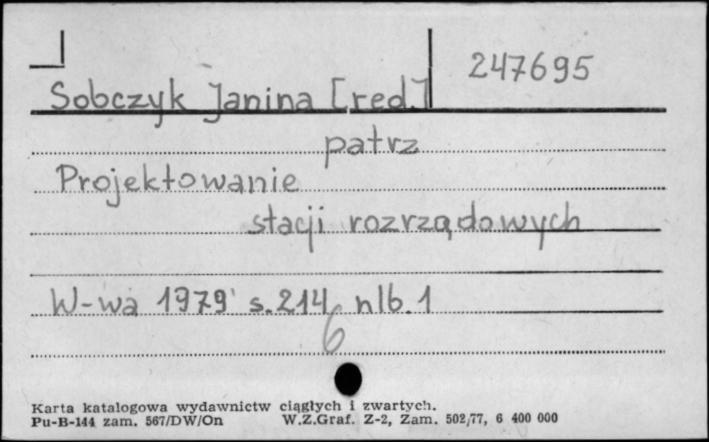 247695
Sobczyk Janina [red.]
patrz
Projektowanie
stacji rozrządowych
W-wa 1979 s. 214, nlb. 1
6
Karta katalogowa wydawnictw ciągłych i zwartych.
Pu-B-144 zam. 567/DW/On W.Z.Graf. Z-2, Zam. 502/77, 6 400 000